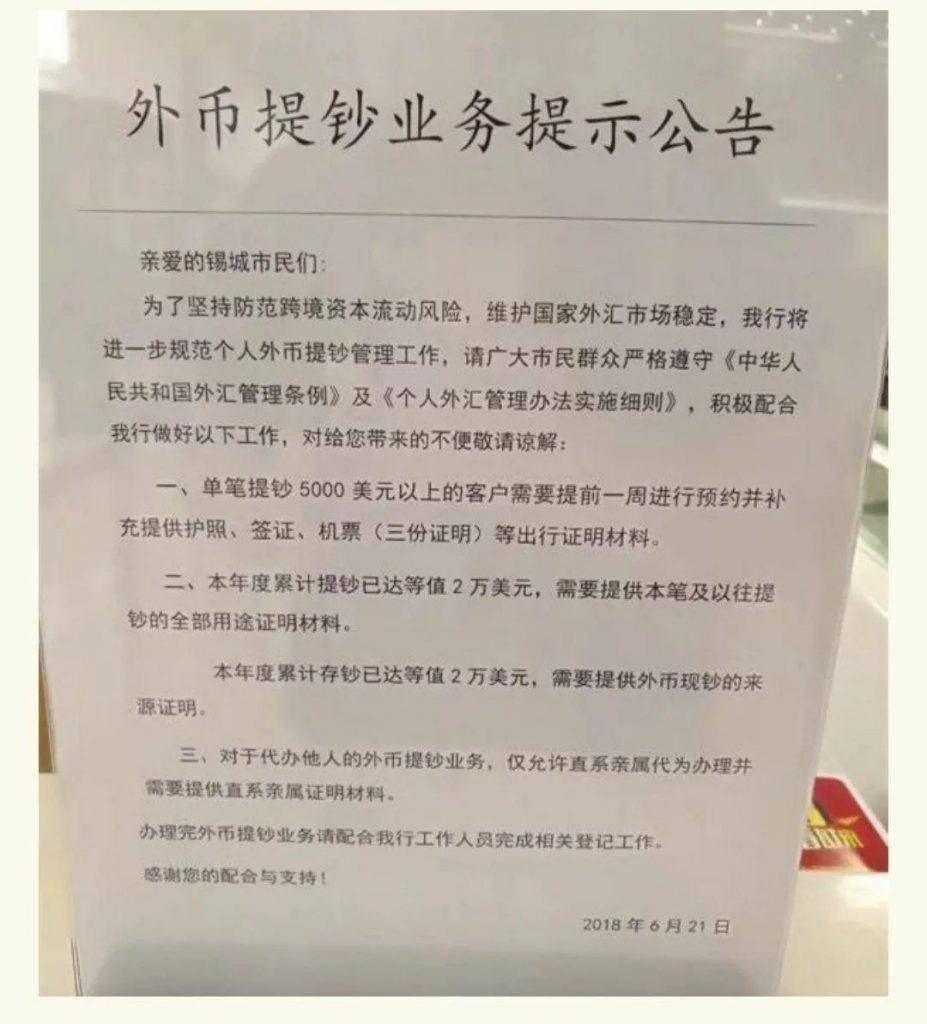 外币提钞业务提示公告
亲爱的锡城市民们：
为了坚持防范跨境资本流动风险，维护国家外汇市场稳定，我行将
进一步规范个人外币提钞管理工作，请广大市民群众严格遵守《中华人
民共和国外汇管理条例》及《个人外汇管理办法实施细则》，积极配合
我行做好以下工作，对给您带来的不便敬请谅解：
一、单笔提钞 5000 美元以上的客户需要提前一周进行预约并补
充提供护照、签证、机票（三份证明）等出行证明材料。
二、本年度累计提钞已达等值 2 万美元，需要提供本笔及以往提
钞的全部用途证明材料。
本年度累计存钞已达等值 2 万美元，需要提供外币现钞的来
源证明。
三、对于代办他人的外币提钞业务，仅允许直系亲属代为办理并
需要提供直系亲属证明材料。
办理完外币提钞业务请配合我行工作人员完成相关登记工作。
感谢您的配合与支持！
2018 年 6 月 21 日